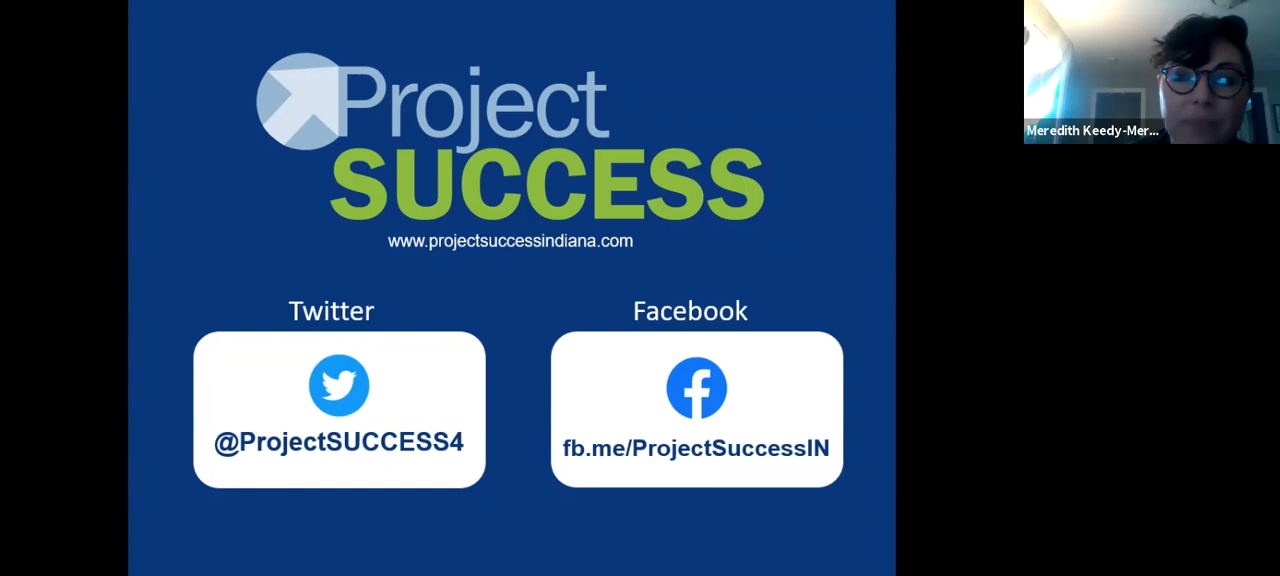 Project
SUCCESS
www.projectsuccessindiana.com
Twitter
Facebook
@ProjectSUCCESS4
fb.me/ProjectSuccessIN
Meredith Keedy-Mer...